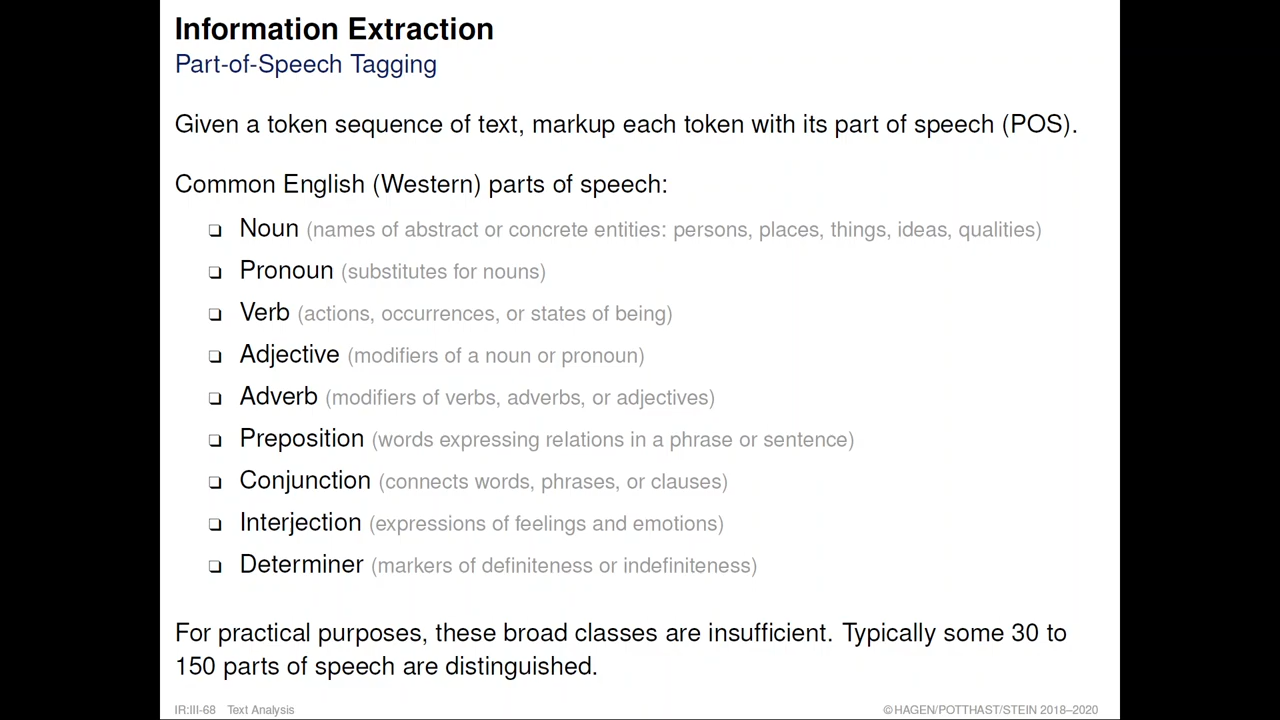 Information Extraction
Part-of-Speech Tagging
Given a token sequence of text, markup each token with its part of speech (POS).
Common English (Western) parts of speech:
❏ Noun (names of abstract or concrete entities: persons, places, things, ideas, qualities)
❏ Pronoun (substitutes for nouns)
❏ Verb (actions, occurrences, or states of being)
❏ Adjective (modifiers of a noun or pronoun)
❏ Adverb (modifiers of verbs, adverbs, or adjectives)
❏ Preposition (words expressing relations in a phrase or sentence)
❏ Conjunction (connects words, phrases, or clauses)
❏ Interjection (expressions of feelings and emotions)
❏ Determiner (markers of definiteness or indefiniteness)
For practical purposes, these broad classes are insufficient. Typically some 30 to
150 parts of speech are distinguished.
IR:III-68 Text Analysis ©HAGEN/POTTHAST/STEIN 2018–2020